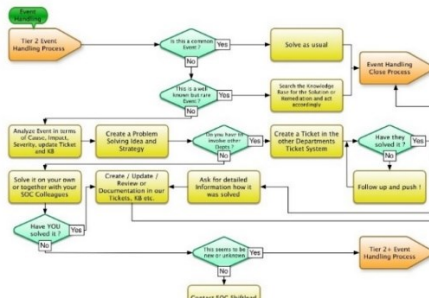 Event
Handling
Tier 2 Event
Handling Process
Is this a common
Event ?
Yes
No
Solve as usual
Event Handling
Close Process
This is a well
known but rare
Event ?
Yes
No
Search the Knowledge
Base for the Solution or
Remediation and act
accordingly
Analyze Event in terms
of Cause, Impact,
Severity, update Ticket
and KB
Create a Problem
Solving Idea and
Strategy
Do you have to
involve other
Depts ?
Yes
No
Create a Ticket in the
other Departments
Ticket System
Have they
solved it ?
Yes
No
Solve it on your own
or together with your
SOC Colleagues
Create / Update /
Review or
Documentation in our
Tickets, KB etc.
Ask for detailed
Information how it
was solved
Follow up and push !
Have YOU
solved it ?
Yes
No
This seems to be
new or unknown
Yes
No
Tier 2+ Event
Handling Process
Contact SOC Shiftlead